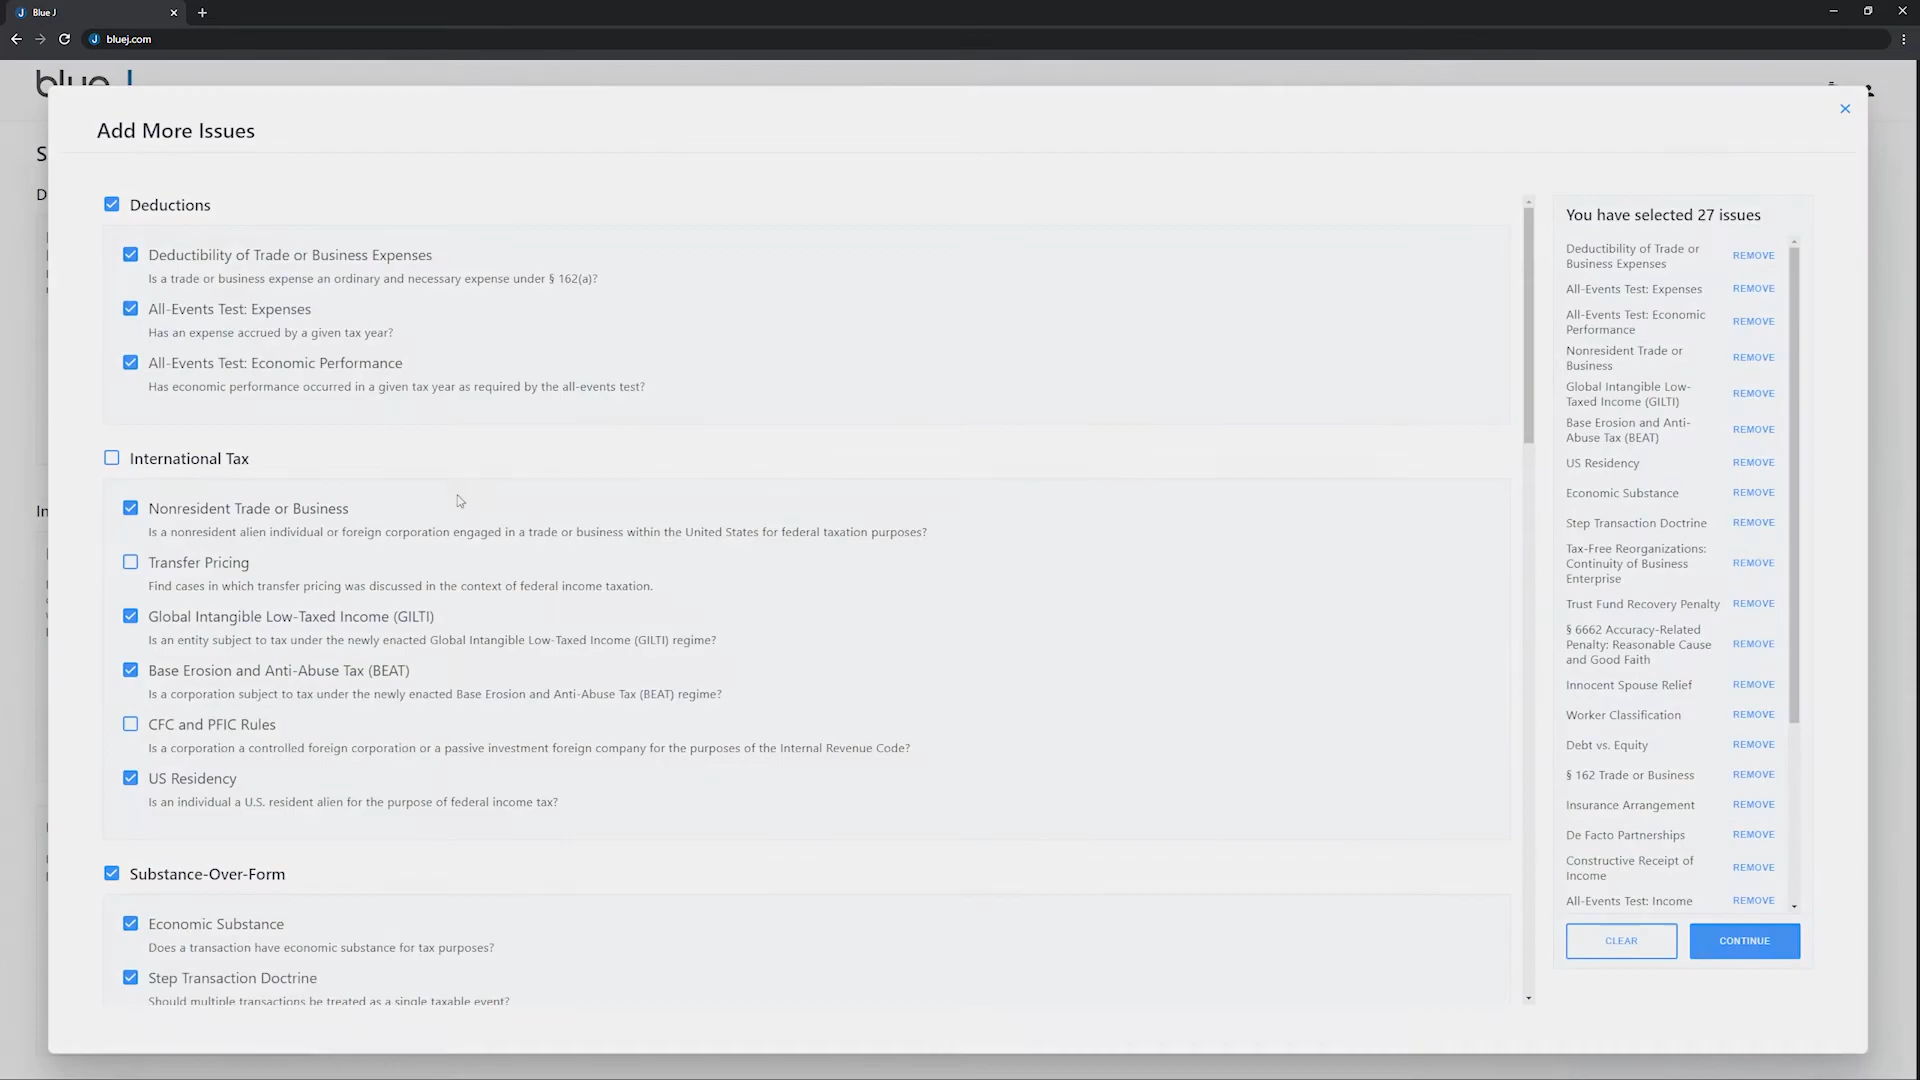 Blue J
bluej.com
blue J
Add More Issues
Deductions
Deductibility of Trade or Business Expenses
Is a trade or business expense an ordinary and necessary expense under § 162(a)?
All-Events Test: Expenses
Has an expense accrued by a given tax year?
All-Events Test: Economic Performance
Has economic performance occurred in a given tax year as required by the all-events test?
International Tax
Nonresident Trade or Business
Is a nonresident alien individual or foreign corporation engaged in a trade or business within the United States for federal taxation purposes?
Transfer Pricing
Find cases in which transfer pricing was discussed in the context of federal income taxation.
Global Intangible Low-Taxed Income (GILTI)
Is an entity subject to tax under the newly enacted Global Intangible Low-Taxed Income (GILTI) regime?
Base Erosion and Anti-Abuse Tax (BEAT)
Is a corporation subject to tax under the newly enacted Base Erosion and Anti-Abuse Tax (BEAT) regime?
CFC and PFIC Rules
Is a corporation a controlled foreign corporation or a passive investment foreign company for the purposes of the Internal Revenue Code?
US Residency
Is an individual a U.S. resident alien for the purpose of federal income tax?
Substance-Over-Form
Economic Substance
Does a transaction have economic substance for tax purposes?
Step Transaction Doctrine
Should multiple transactions be treated as a single taxable event?
You have selected 27 issues
Deductibility of Trade or
Business Expenses
REMOVE
All-Events Test: Expenses
REMOVE
All-Events Test: Economic
Performance
REMOVE
Nonresident Trade or
Business
REMOVE
Global Intangible Low-
Taxed Income (GILTI)
REMOVE
Base Erosion and Anti-
Abuse Tax (BEAT)
REMOVE
US Residency
REMOVE
Economic Substance
REMOVE
Step Transaction Doctrine
REMOVE
Tax-Free Reorganizations:
Continuity of Business
Enterprise
REMOVE
Trust Fund Recovery Penalty
REMOVE
§ 6662 Accuracy-Related
Penalty: Reasonable Cause
and Good Faith
REMOVE
Innocent Spouse Relief
REMOVE
Worker Classification
REMOVE
Debt vs. Equity
REMOVE
§ 162 Trade or Business
REMOVE
Insurance Arrangement
REMOVE
De Facto Partnerships
REMOVE
Constructive Receipt of
Income
REMOVE
All-Events Test: Income
REMOVE
CLEAR
CONTINUE